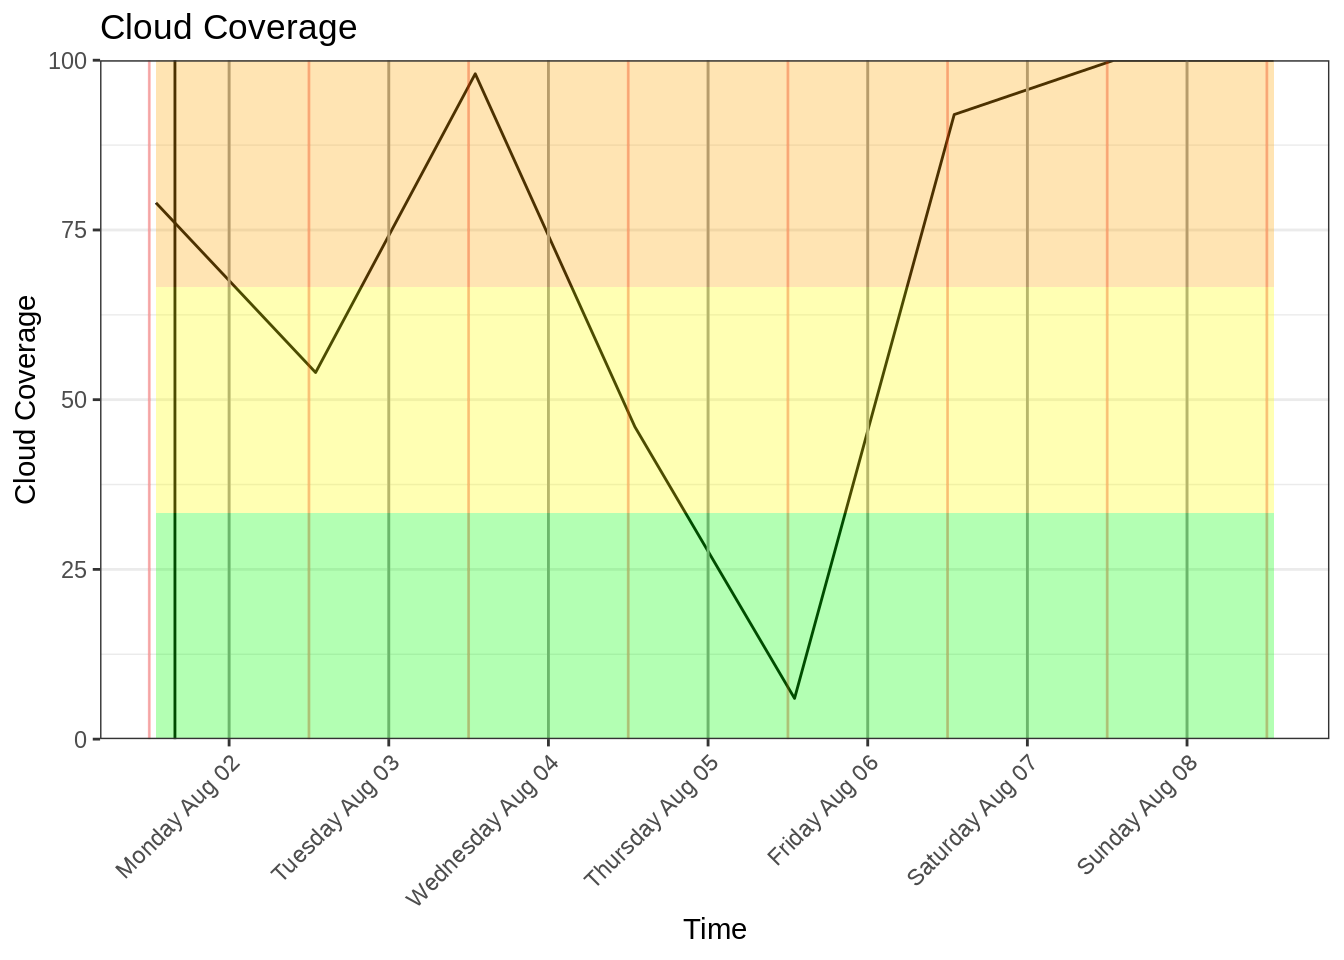 Cloud Coverage
100
75
50
25
0
Cloud Coverage
Monday Aug 02
Tuesday Aug 03
Wednesday Aug 04
Thursday Aug 05
Friday Aug 06
Saturday Aug 07
Sunday Aug 08
Time